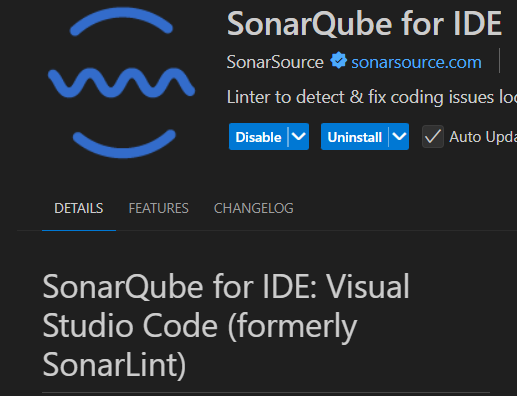 SonarQube for IDE
SonarSource sonarsource.com
Linter to detect & fix coding issues loc
Disable Uninstall Auto Upda
DETAILS FEATURES CHANGELOG
SonarQube for IDE: Visual
Studio Code (formerly
SonarLint)